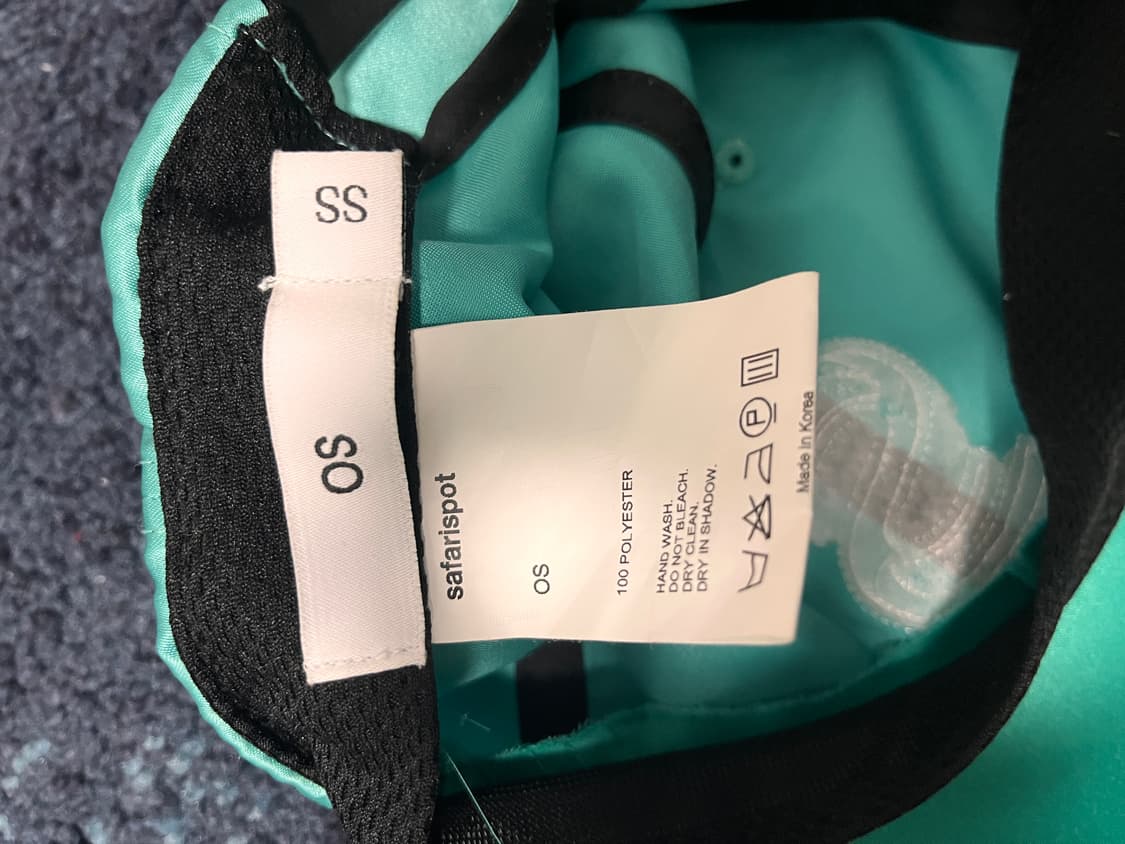 SS
OS
safarispot
OS
100 POLYESTER
HAND WASH.
DO NOT BLEACH.
DRY CLEAN.
DRY IN SHADOW.
P
Made In Korea